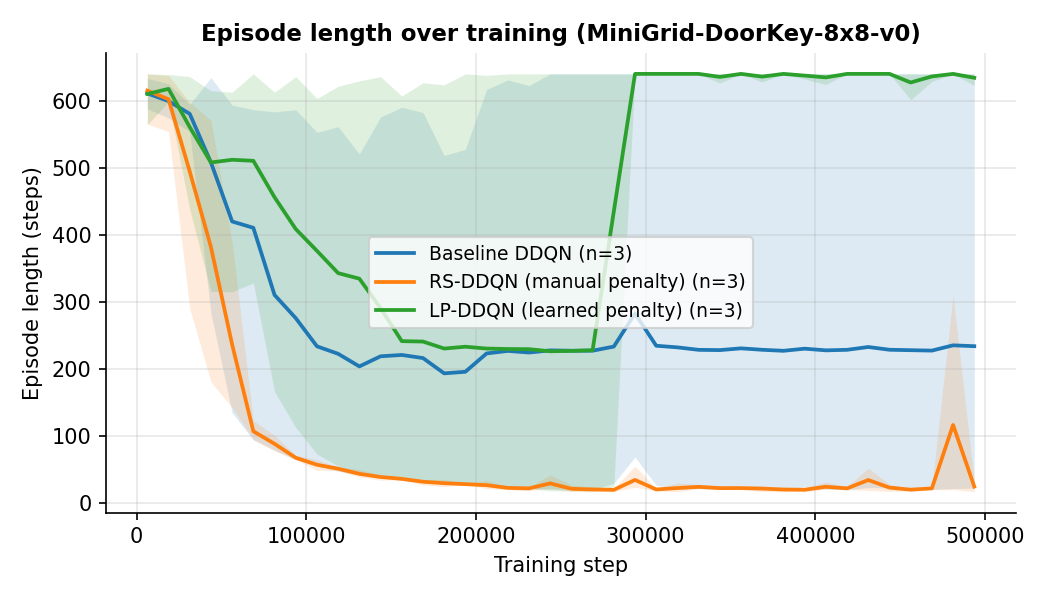 Episode length over training (MiniGrid-DoorKey-8x8-v0)
Episode length (steps)
600
500
400
300
200
100
0
Baseline DDQN (n=3)
RS-DDQN (manual penalty) (n=3)
LP-DDQN (learned penalty) (n=3)
0
100000
200000
300000
400000
500000
Training step